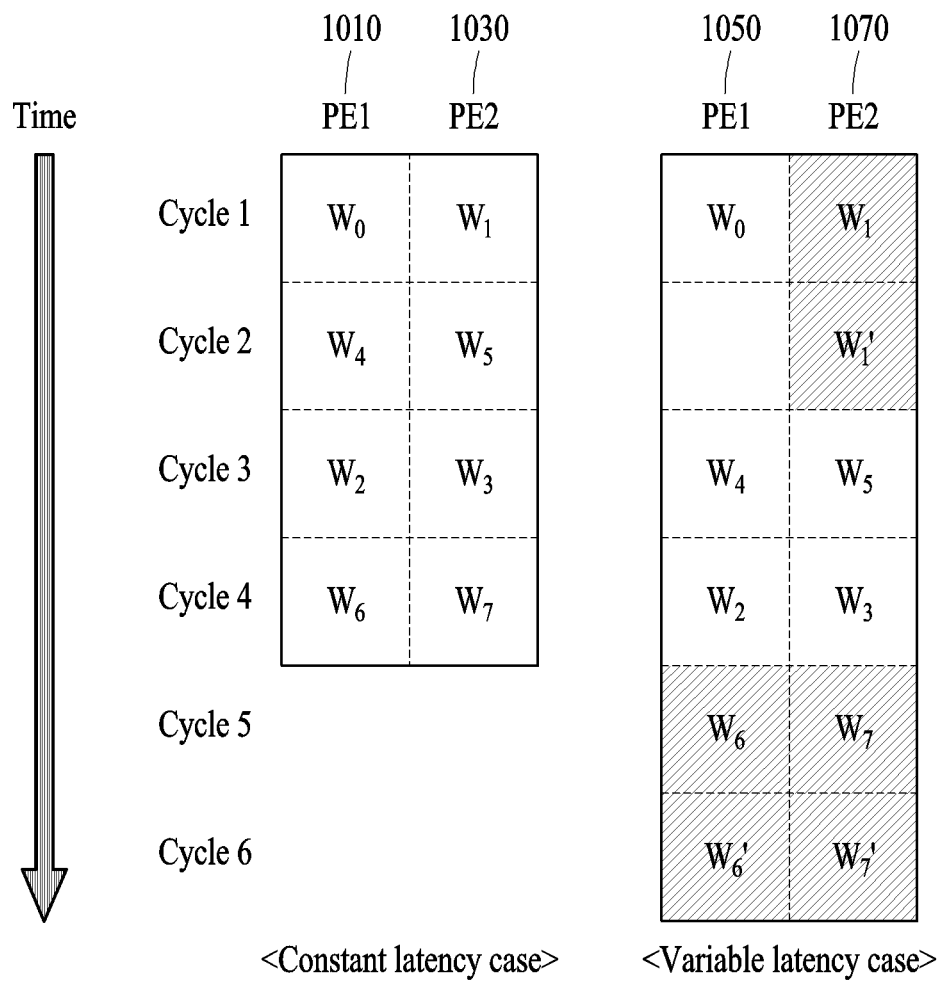 1010 1030 1050 1070
Time PE1 PE2 PE1 PE2
Cycle 1 W0 W1 W0 W1
Cycle 2 W4 W5 W1'
Cycle 3 W2 W3 W4 W5
Cycle 4 W6 W7 W2 W3
Cycle 5 W6 W7
Cycle 6 W6' W7'
<Constant latency case> <Variable latency case>